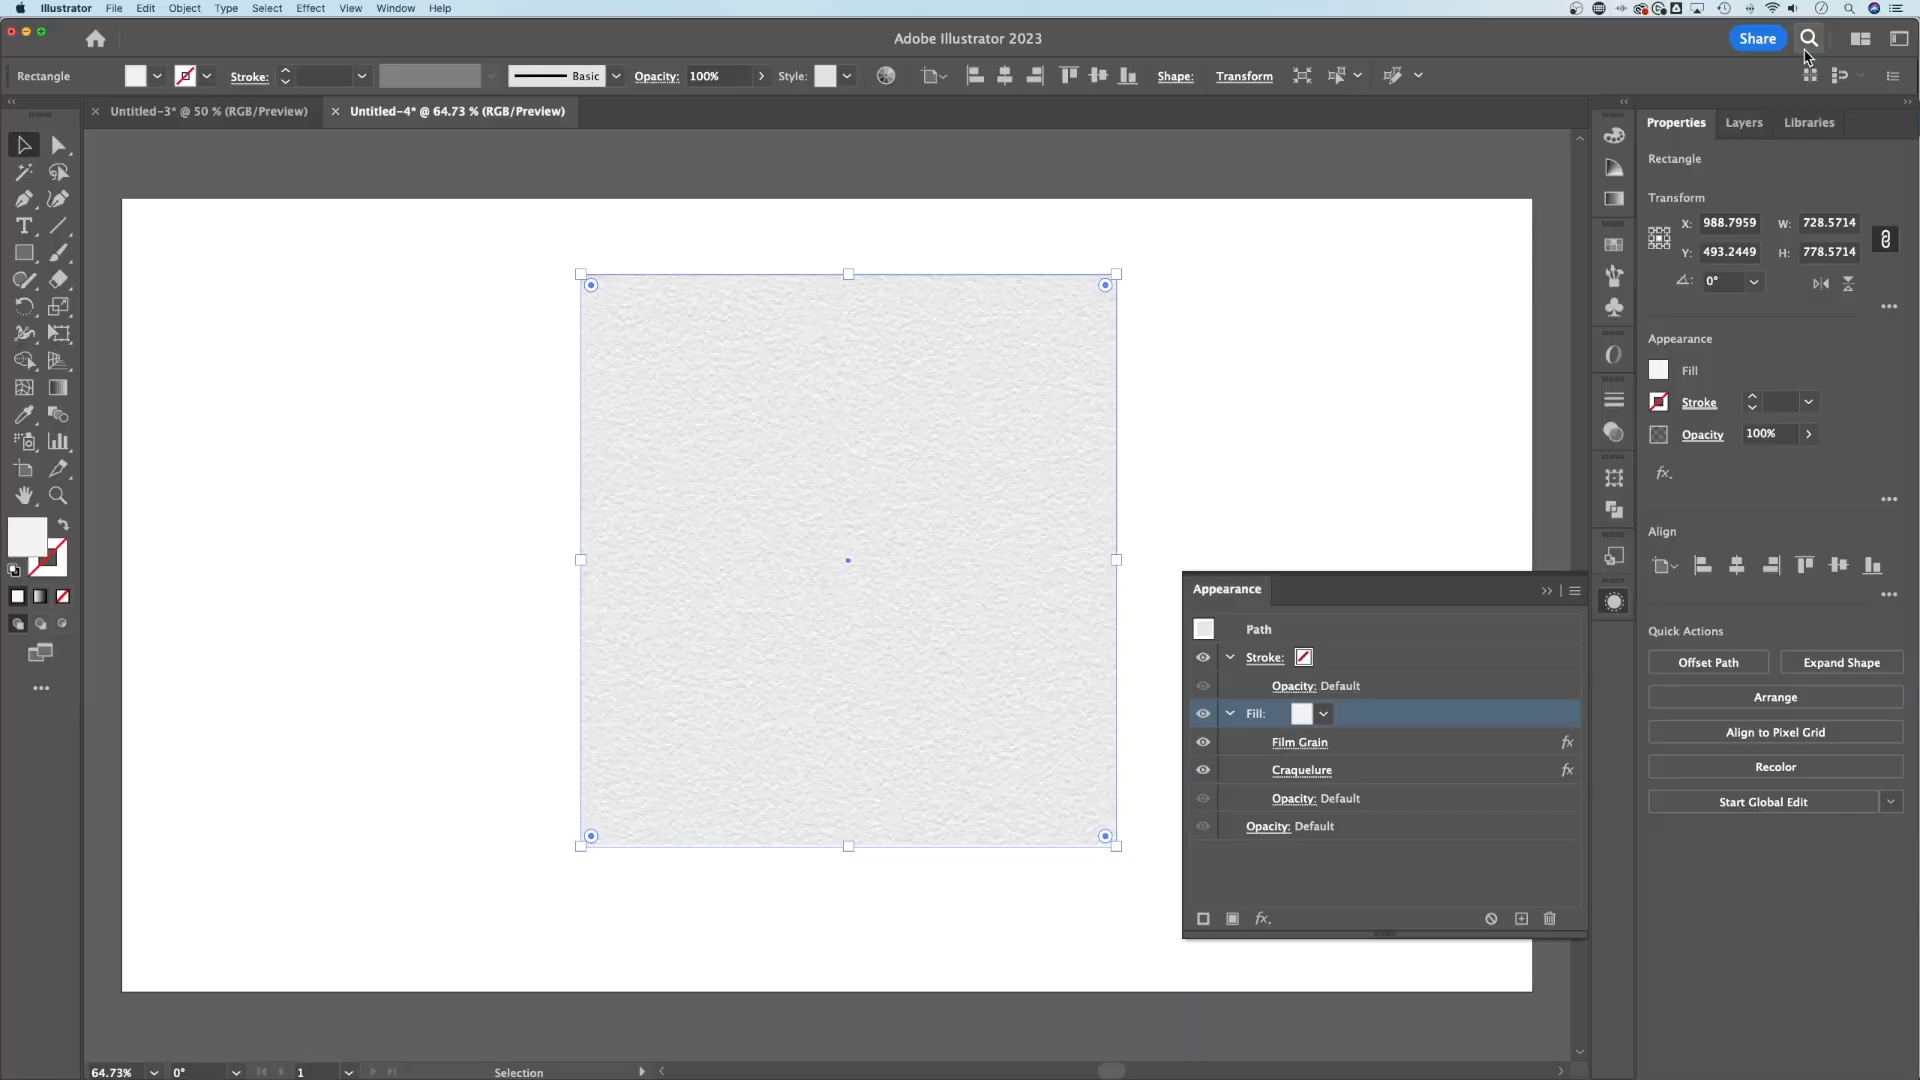 Illustrator File Edit Object Type Select Effect View Window Help
Adobe Illustrator 2023
Share
Rectangle
Stroke:
Basic
Opacity: 100%
Style:
Shape:
Transform
Untitled-3* @ 50 % (RGB/Preview)
Untitled-4* @ 64.73 % (RGB/Preview)
Properties Layers Libraries
Rectangle
Transform
X: 988.7959 W: 728.5714
Y: 493.2449 H: 778.5714
0°
Appearance
Fill
Stroke
Opacity 100%
fx.
Align
Quick Actions
Offset Path Expand Shape
Arrange
Align to Pixel Grid
Recolor
Start Global Edit
Appearance
Path
Stroke:
Opacity: Default
Fill:
Film Grain fx
Craquelure fx
Opacity: Default
Opacity: Default
fx.
64.73% 0° 1 Selection